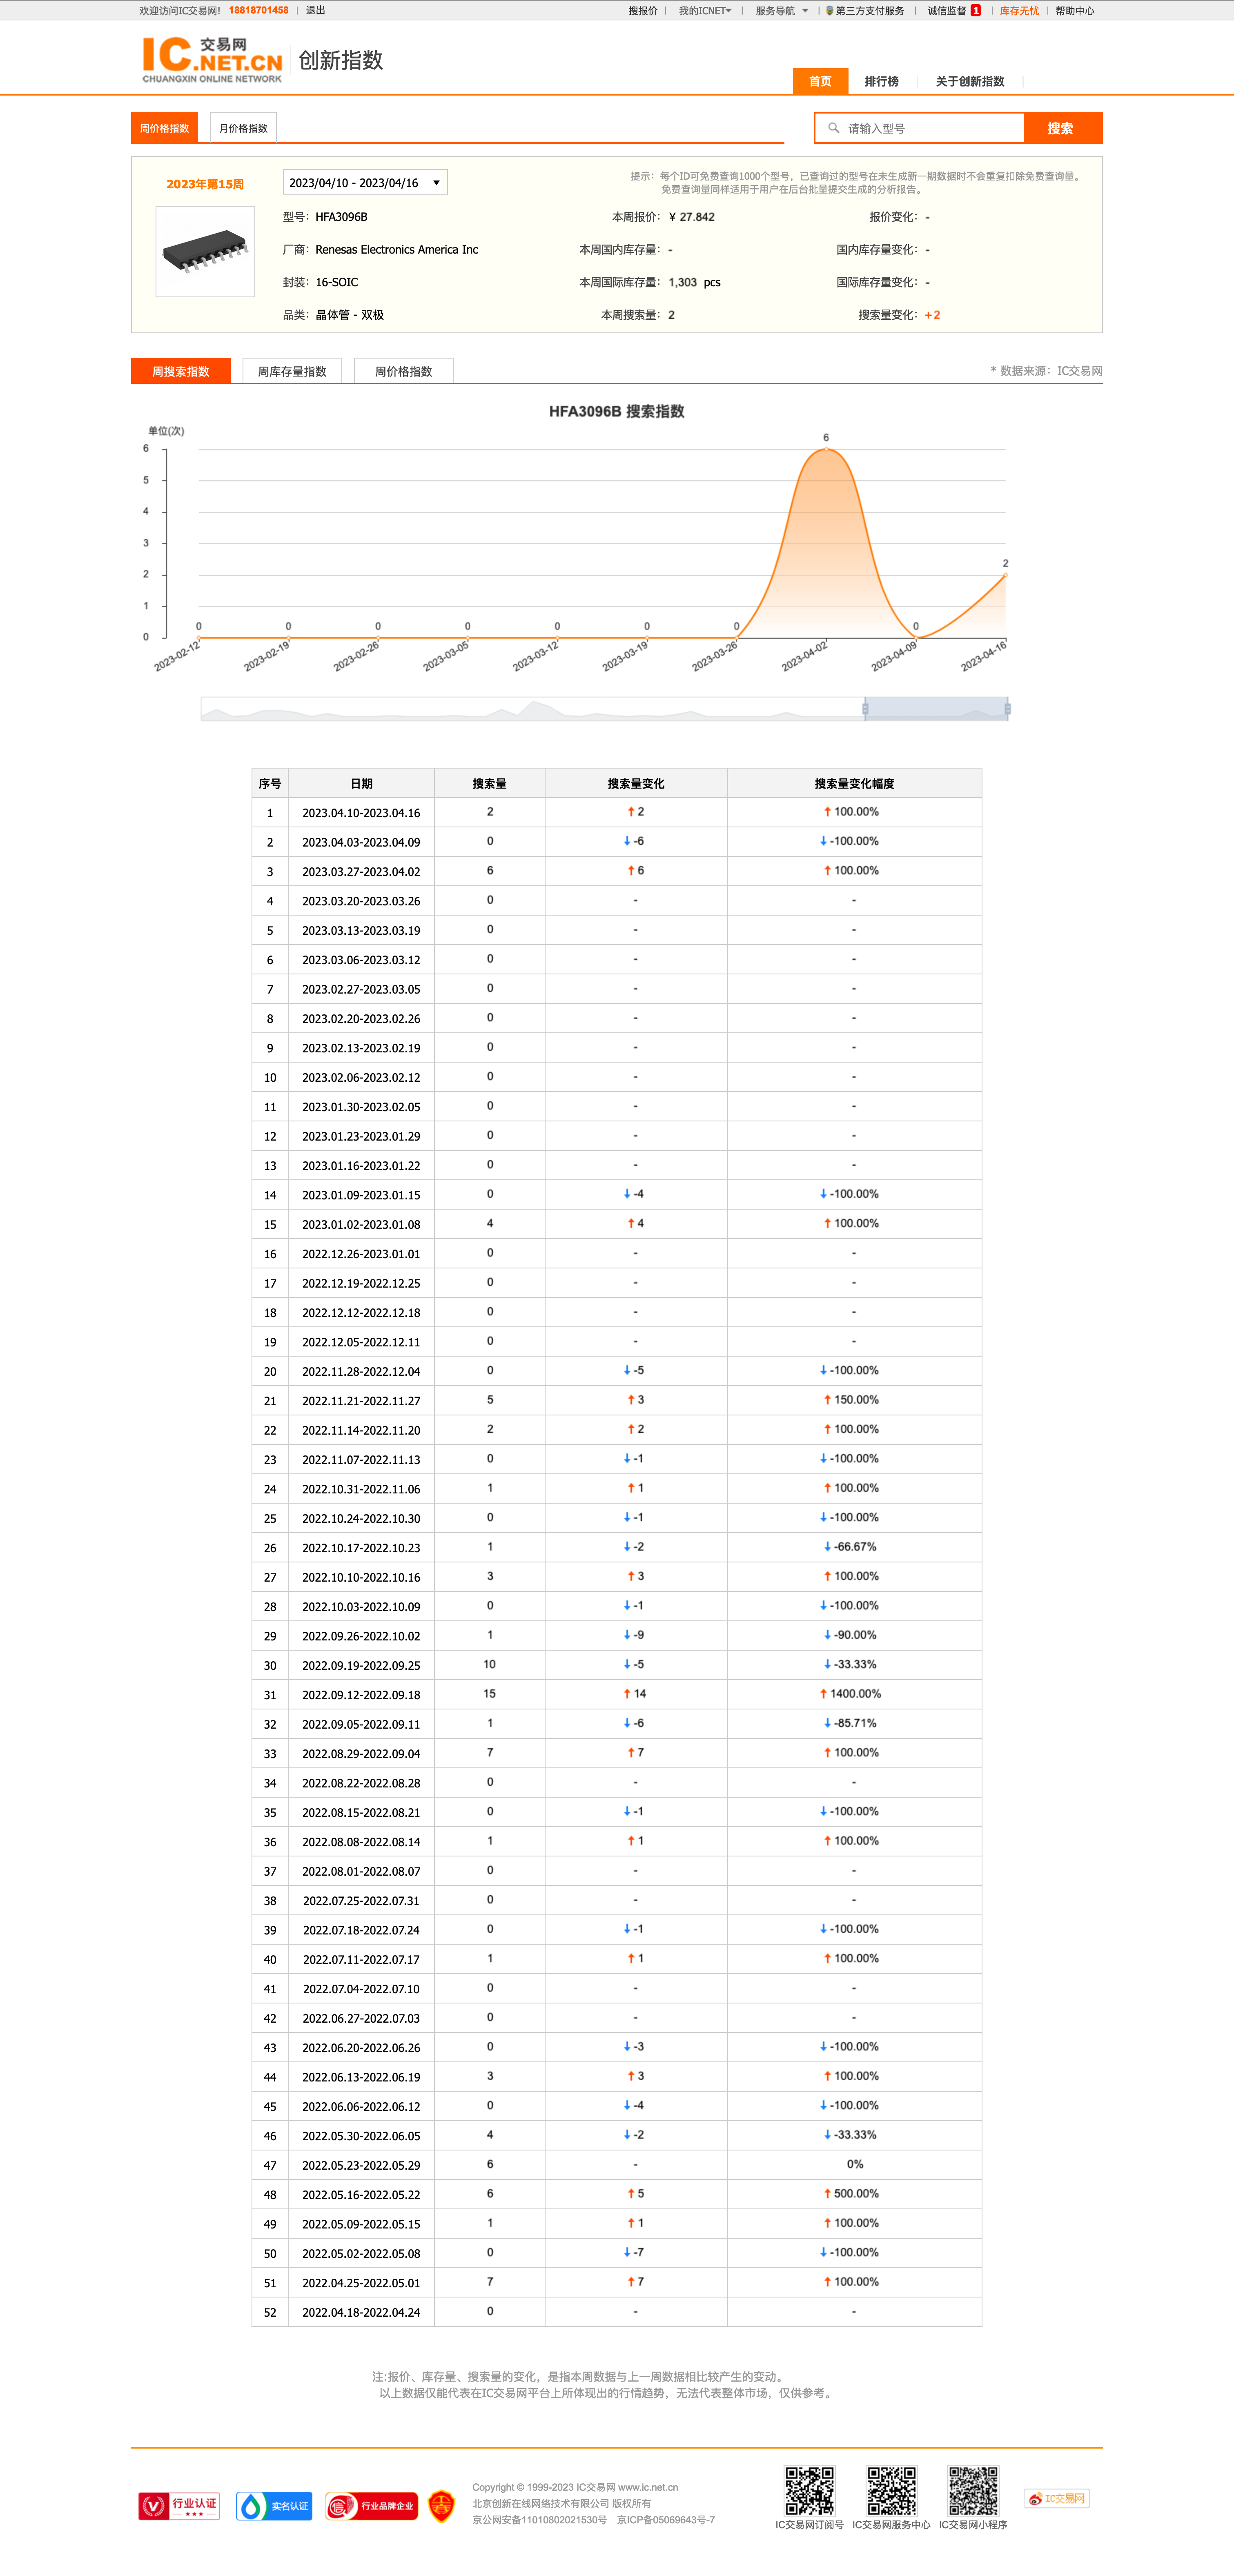 欢迎访问IC交易网! 18818701458 | 退出 搜报价 | 我的ICNET | 服务导航 | 第三方支付服务 | 诚信监督 1 | 库存无忧 | 帮助中心
IC 交易网 .NET.CN
CHUANGXIN ONLINE NETWORK
创新指数
首页 排行榜 关于创新指数
周价格指数 月价格指数 请输入型号 搜索
2023年第15周 2023/04/10 - 2023/04/16
提示：每个ID可免费查询1000个型号，已查询过的型号在未生成新一期数据时不会重复扣除免费查询量。
免费查询量同样适用于用户在后台批量提交生成的分析报告。
型号：HFA3096B 本周报价：¥ 27.842 报价变化：-
厂商：Renesas Electronics America Inc 本周国内库存量：- 国内库存量变化：-
封装：16-SOIC 本周国际库存量：1,303 pcs 国际库存量变化：-
品类：晶体管 - 双极 本周搜索量：2 搜索量变化：+2
周搜索指数 周库存量指数 周价格指数 * 数据来源：IC交易网
HFA3096B 搜索指数
单位(次)
6
5
4
3
2
1
0
6
2
0 0 0 0 0 0 0 0
2023-02-12 2023-02-19 2023-02-26 2023-03-05 2023-03-12 2023-03-19 2023-03-26 2023-04-02 2023-04-09 2023-04-16
序号 日期 搜索量 搜索量变化 搜索量变化幅度
1 2023.04.10-2023.04.16 2 ↑2 ↑100.00%
2 2023.04.03-2023.04.09 0 ↓-6 ↓-100.00%
3 2023.03.27-2023.04.02 6 ↑6 ↑100.00%
4 2023.03.20-2023.03.26 0 - -
5 2023.03.13-2023.03.19 0 - -
6 2023.03.06-2023.03.12 0 - -
7 2023.02.27-2023.03.05 0 - -
8 2023.02.20-2023.02.26 0 - -
9 2023.02.13-2023.02.19 0 - -
10 2023.02.06-2023.02.12 0 - -
11 2023.01.30-2023.02.05 0 - -
12 2023.01.23-2023.01.29 0 - -
13 2023.01.16-2023.01.22 0 - -
14 2023.01.09-2023.01.15 0 ↓-4 ↓-100.00%
15 2023.01.02-2023.01.08 4 ↑4 ↑100.00%
16 2022.12.26-2023.01.01 0 - -
17 2022.12.19-2022.12.25 0 - -
18 2022.12.12-2022.12.18 0 - -
19 2022.12.05-2022.12.11 0 - -
20 2022.11.28-2022.12.04 0 ↓-5 ↓-100.00%
21 2022.11.21-2022.11.27 5 ↑3 ↑150.00%
22 2022.11.14-2022.11.20 2 ↑2 ↑100.00%
23 2022.11.07-2022.11.13 0 ↓-1 ↓-100.00%
24 2022.10.31-2022.11.06 1 ↑1 ↑100.00%
25 2022.10.24-2022.10.30 0 ↓-1 ↓-100.00%
26 2022.10.17-2022.10.23 1 ↓-2 ↓-66.67%
27 2022.10.10-2022.10.16 3 ↑3 ↑100.00%
28 2022.10.03-2022.10.09 0 ↓-1 ↓-100.00%
29 2022.09.26-2022.10.02 1 ↓-9 ↓-90.00%
30 2022.09.19-2022.09.25 10 ↓-5 ↓-33.33%
31 2022.09.12-2022.09.18 15 ↑14 ↑1400.00%
32 2022.09.05-2022.09.11 1 ↓-6 ↓-85.71%
33 2022.08.29-2022.09.04 7 ↑7 ↑100.00%
34 2022.08.22-2022.08.28 0 - -
35 2022.08.15-2022.08.21 0 ↓-1 ↓-100.00%
36 2022.08.08-2022.08.14 1 ↑1 ↑100.00%
37 2022.08.01-2022.08.07 0 - -
38 2022.07.25-2022.07.31 0 - -
39 2022.07.18-2022.07.24 0 ↓-1 ↓-100.00%
40 2022.07.11-2022.07.17 1 ↑1 ↑100.00%
41 2022.07.04-2022.07.10 0 - -
42 2022.06.27-2022.07.03 0 - -
43 2022.06.20-2022.06.26 0 ↓-3 ↓-100.00%
44 2022.06.13-2022.06.19 3 ↑3 ↑100.00%
45 2022.06.06-2022.06.12 0 ↓-4 ↓-100.00%
46 2022.05.30-2022.06.05 4 ↓-2 ↓-33.33%
47 2022.05.23-2022.05.29 6 - 0%
48 2022.05.16-2022.05.22 6 ↑5 ↑500.00%
49 2022.05.09-2022.05.15 1 ↑1 ↑100.00%
50 2022.05.02-2022.05.08 0 ↓-7 ↓-100.00%
51 2022.04.25-2022.05.01 7 ↑7 ↑100.00%
52 2022.04.18-2022.04.24 0 - -
注:报价、库存量、搜索量的变化，是指本周数据与上一周数据相比较产生的变动。
以上数据仅能代表在IC交易网平台上所体现出的行情趋势，无法代表整体市场，仅供参考。
行业认证 实名认证 行业品牌企业
Copyright © 1999-2023 IC交易网 www.ic.net.cn
北京创新在线网络技术有限公司 版权所有
京公网安备11010802021530号 京ICP备05069643号-7
IC交易网订阅号 IC交易网服务中心 IC交易网小程序
IC交易网